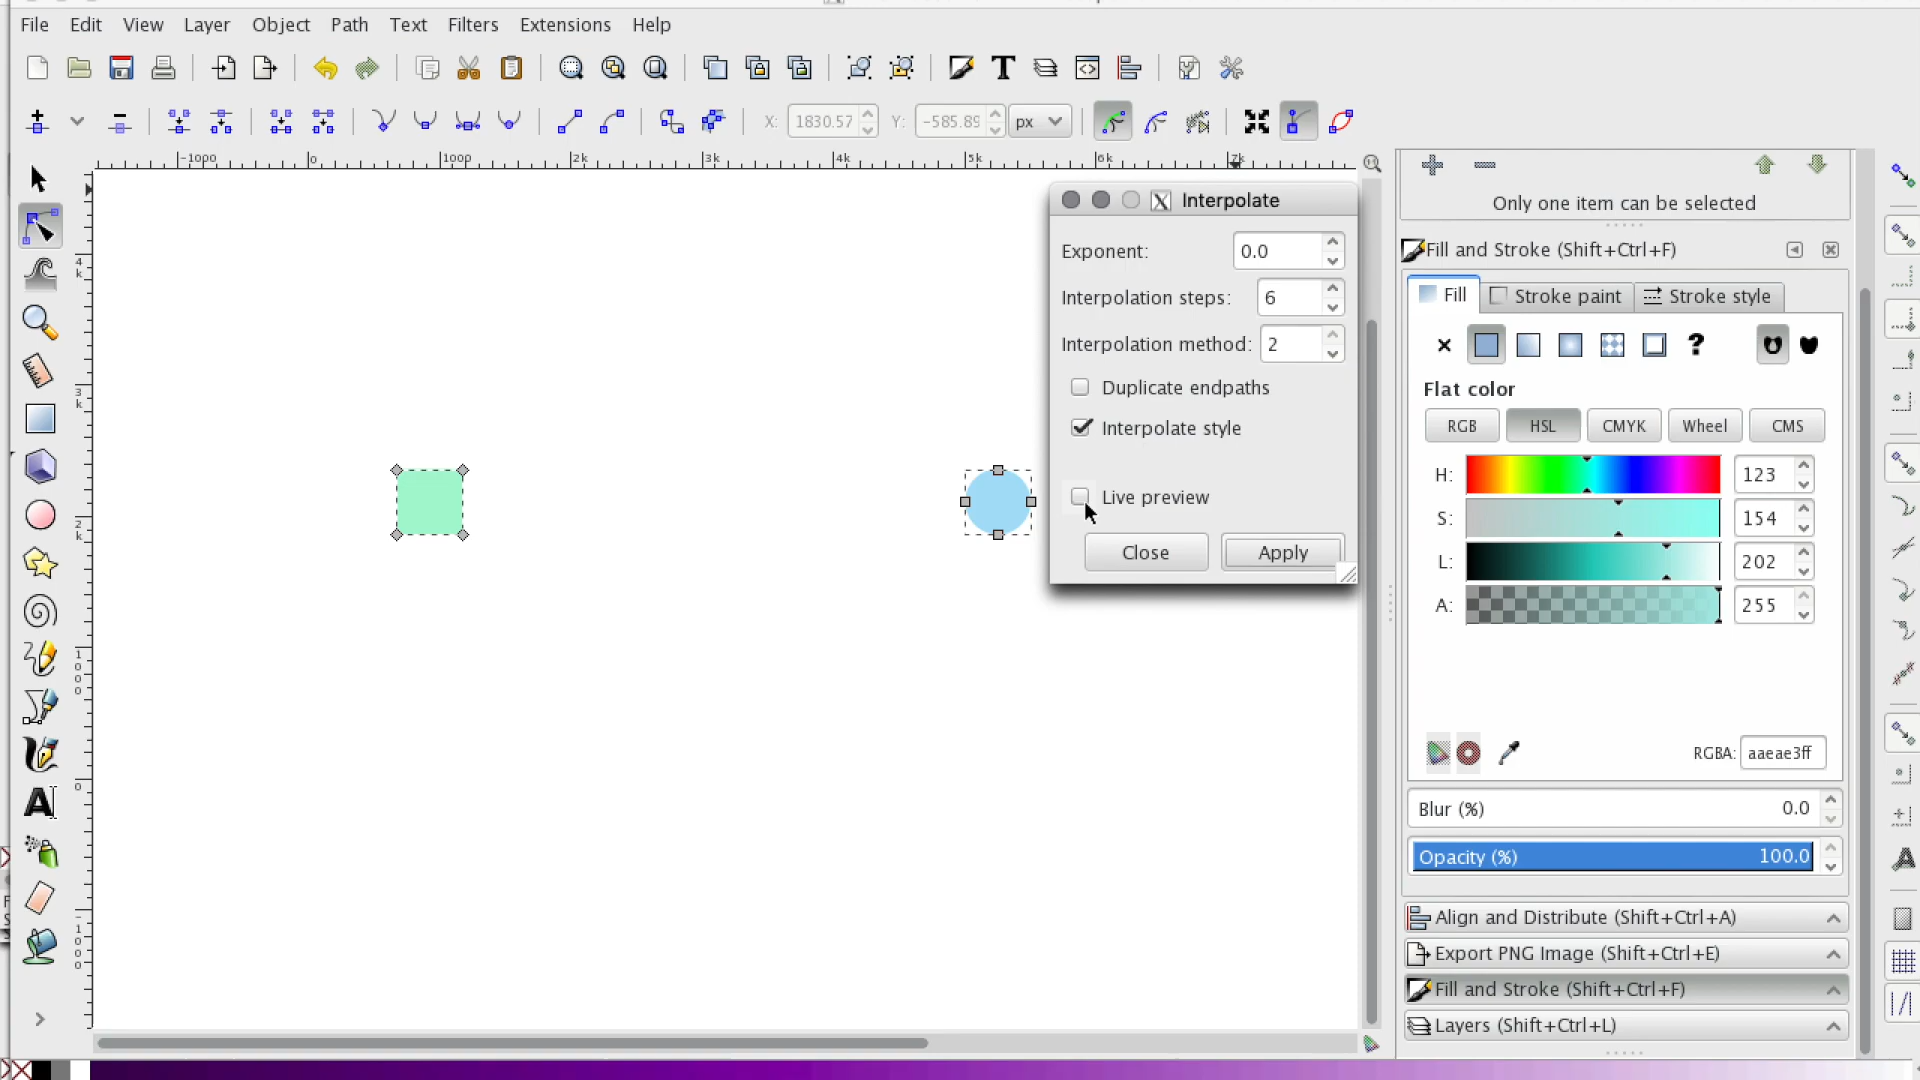 File Edit View Layer Object Path Text Filters Extensions Help
X: 1830.57 Y: -585.89 px
Interpolate
Only one item can be selected
Exponent: 0.0
Fill and Stroke (Shift+Ctrl+F)
Interpolation steps: 6
Fill Stroke paint Stroke style
Interpolation method: 2
Duplicate endpaths
Flat color
Interpolate style
RGB HSL CMYK Wheel CMS
H: 123
Live preview
S: 154
Close Apply
L: 202
A: 255
RGBA: aaeae3ff
Blur (%) 0.0
Opacity (%) 100.0
Align and Distribute (Shift+Ctrl+A)
Export PNG Image (Shift+Ctrl+E)
Fill and Stroke (Shift+Ctrl+F)
Layers (Shift+Ctrl+L)